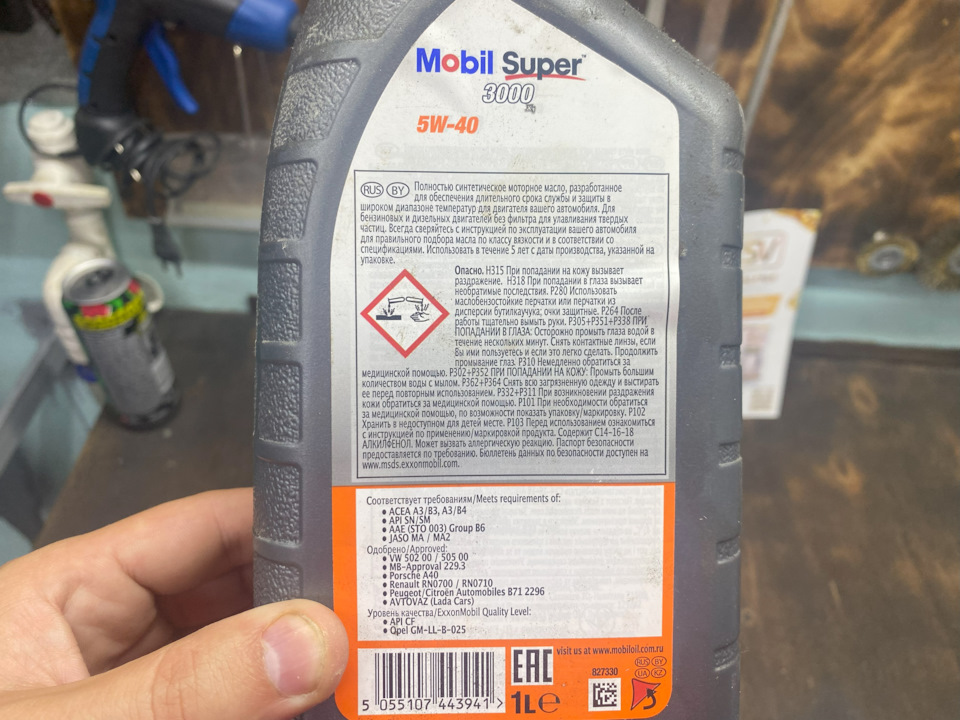 Mobil Super™
3000
X1
5W-40
RUS BY Полностью синтетическое моторное масло, разработанное
для обеспечения длительного срока службы и защиты в
широком диапазоне температур для двигателя вашего автомобиля. Для
бензиновых и дизельных двигателей без фильтра для улавливания твердых
частиц. Всегда сверяйтесь с инструкцией по эксплуатации вашего автомобиля
для правильного подбора масла по классу вязкости и в соответствии со
спецификациями. Использовать в течение 5 лет с даты производства, указанной на
упаковке.
Опасно. H315 При попадании на кожу вызывает
раздражение. H318 При попадании в глаза вызывает
необратимые последствия. P280 Использовать
маслобензостойкие перчатки или перчатки из
дисперсии бутилкаучука; очки защитные. P264 После
работы тщательно вымыть руки. P305+P351+P338 ПРИ
ПОПАДАНИИ В ГЛАЗА: Осторожно промыть глаза водой в
течение нескольких минут. Снять контактные линзы, если
Вы ими пользуетесь и если это легко сделать. Продолжить
промывание глаз. P310 Немедленно обратиться за
медицинской помощью. P302+P352 ПРИ ПОПАДАНИИ НА КОЖУ: Промыть большим
количеством воды с мылом. P362+P364 Снять всю загрязненную одежду и выстирать
ее перед повторным использованием. P332+P311 При возникновении раздражения
кожи обратиться за медицинской помощью. P101 При необходимости обратиться
за медицинской помощью, по возможности показать упаковку/маркировку. P102
Хранить в недоступном для детей месте. P103 Перед использованием ознакомиться
с инструкцией по применению/маркировкой продукта. Содержит C14-16-18
АЛКИЛФЕНОЛ. Может вызвать аллергическую реакцию. Паспорт безопасности
предоставляется по требованию. Бюллетень данных по безопасности доступен на
www.msds.exxonmobil.com.
Соответствует требованиям/Meets requirements of:
• ACEA A3/B3, A3/B4
• API SN/SM
• AAE (STO 003) Group B6
• JASO MA / MA2
Одобрено/Approved:
• VW 502 00 / 505 00
• MB-Approval 229.3
• Porsche A40
• Renault RN0700 / RN0710
• Peugeot/Citroën Automobiles B71 2296
• AVTOVAZ (Lada Cars)
Уровень качества/ExxonMobil Quality Level:
• API CF
• Opel GM-LL-B-025
visit us at www.mobiloil.com.ru
EAC
827330
RUS BY
UA KZ
5 055107 443941 >
1L e